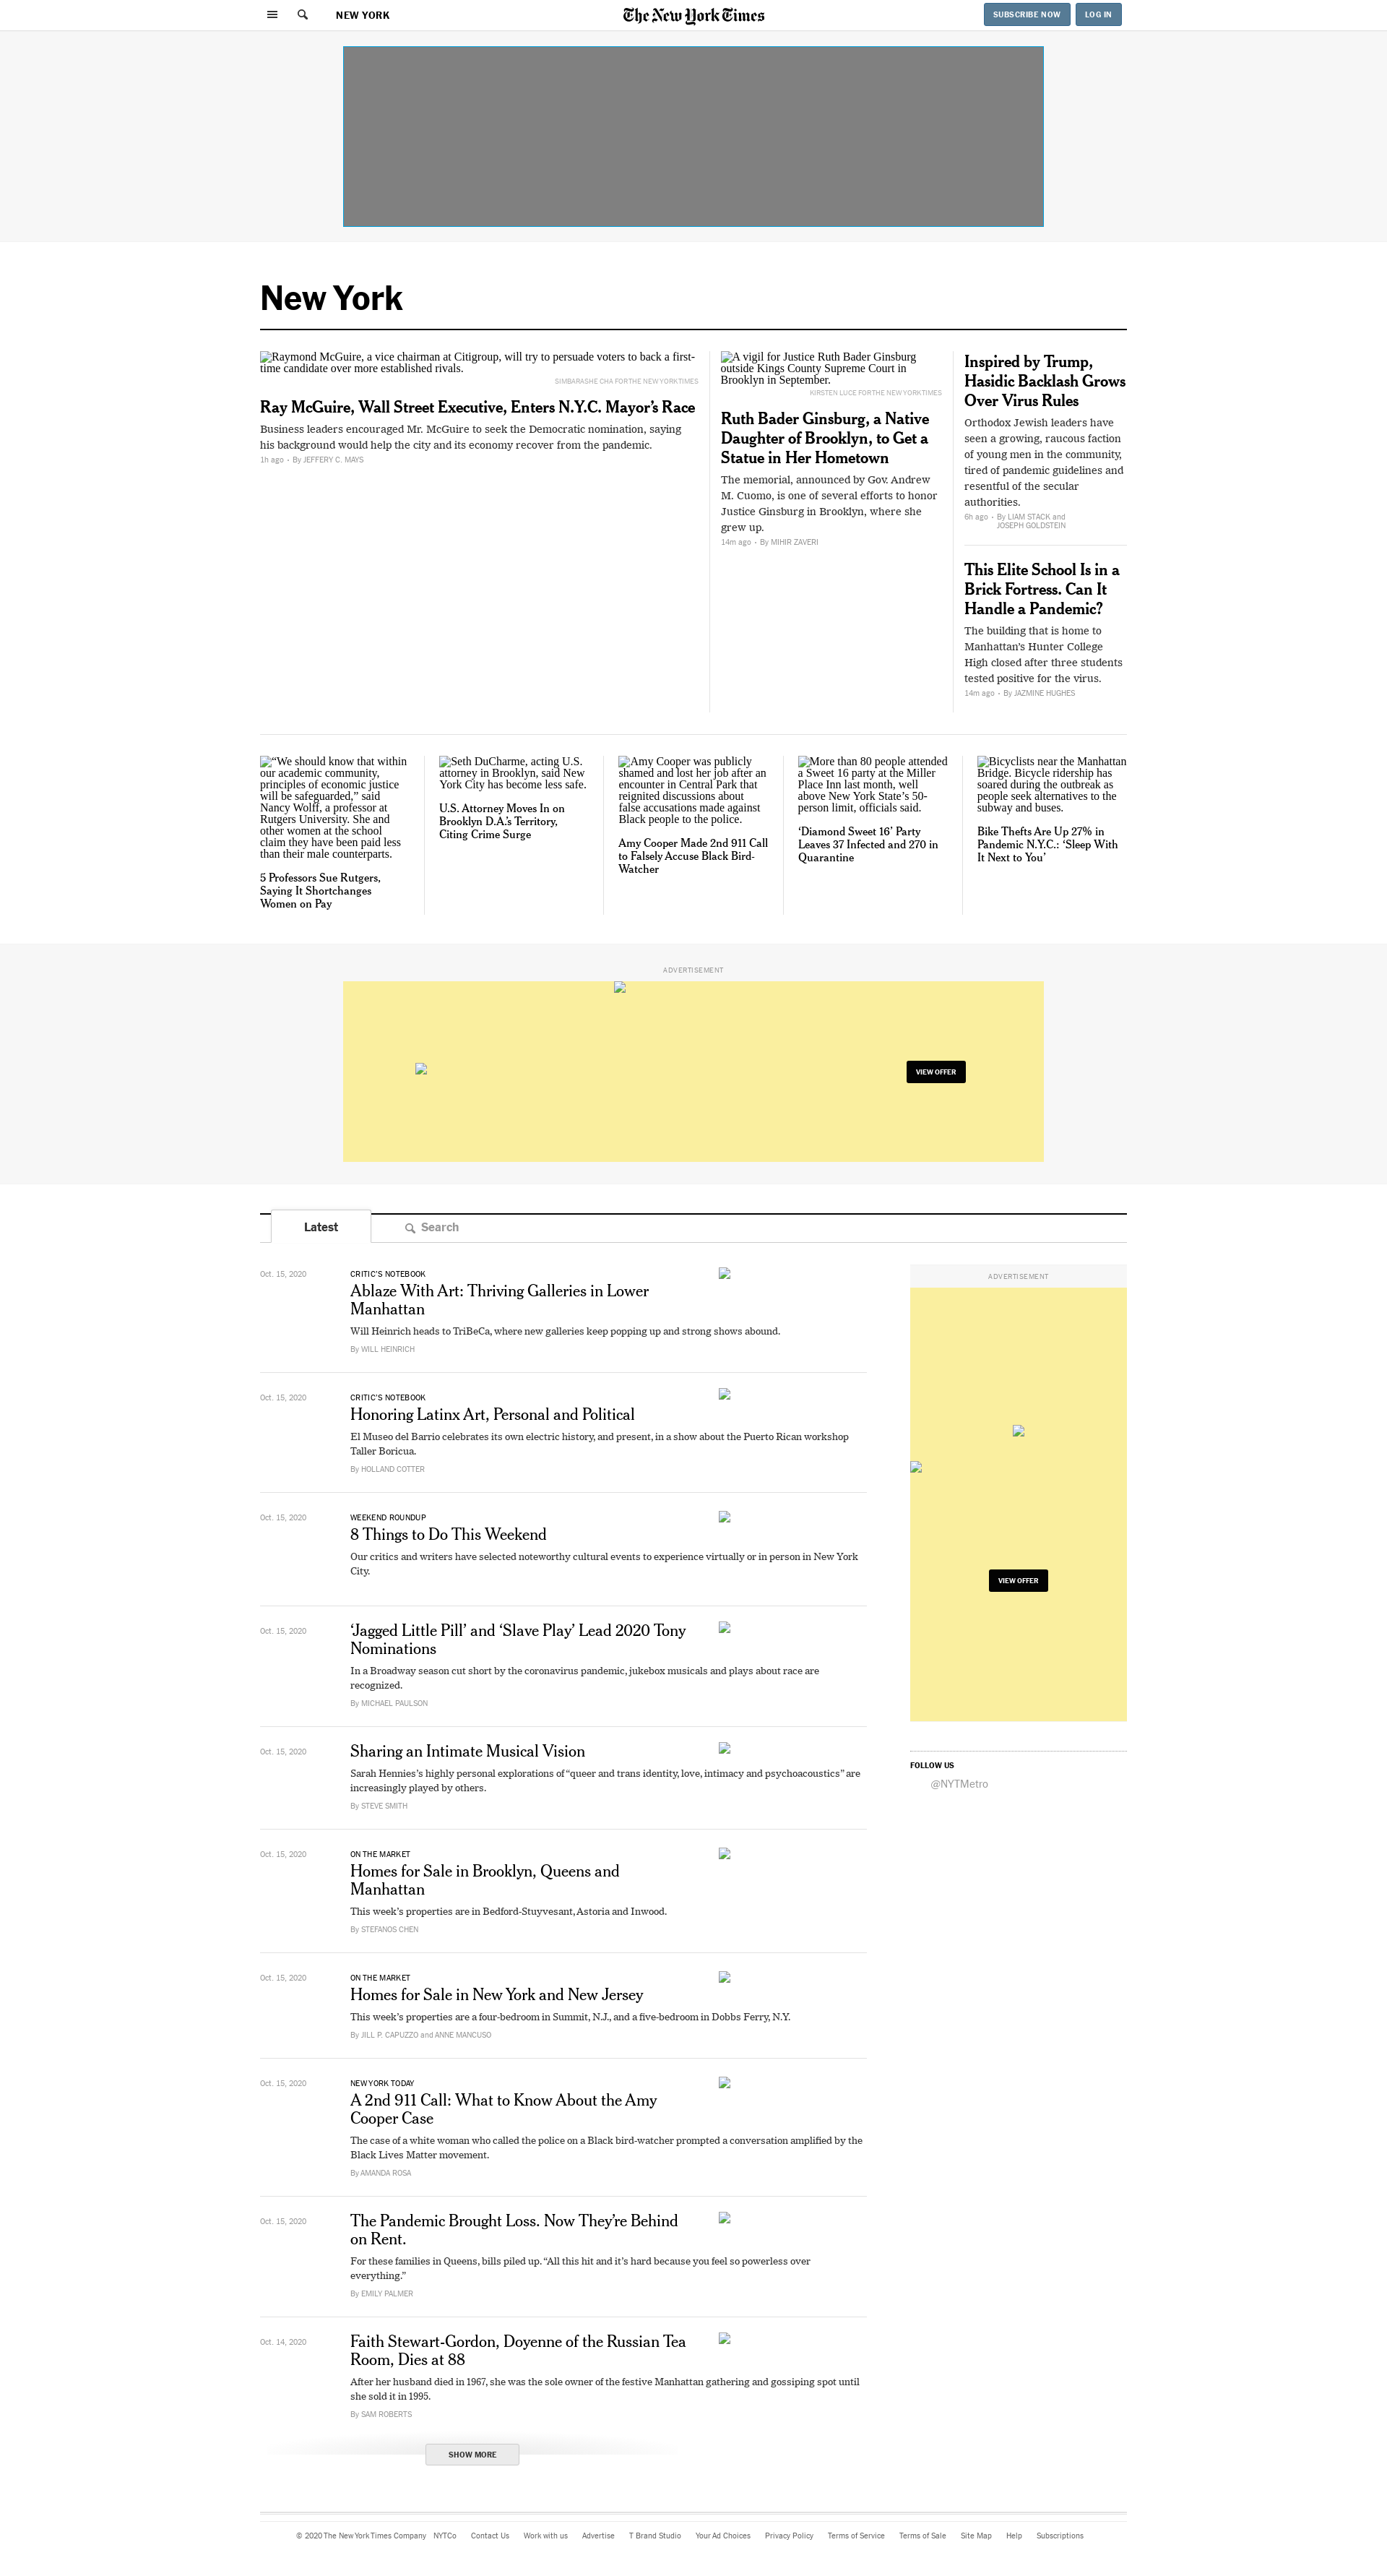 NEW YORK
The New York Times
SUBSCRIBE NOW
LOG IN
New York
Raymond McGuire, a vice chairman at Citigroup, will try to persuade voters to back a first-
time candidate over more established rivals.
SIMBARASHE CHA FOR THE NEW YORK TIMES
Ray McGuire, Wall Street Executive, Enters N.Y.C. Mayor’s Race
Business leaders encouraged Mr. McGuire to seek the Democratic nomination, saying
his background would help the city and its economy recover from the pandemic.
1h ago • By JEFFERY C. MAYS
A vigil for Justice Ruth Bader Ginsburg
outside Kings County Supreme Court in
Brooklyn in September.
KIRSTEN LUCE FOR THE NEW YORK TIMES
Ruth Bader Ginsburg, a Native
Daughter of Brooklyn, to Get a
Statue in Her Hometown
The memorial, announced by Gov. Andrew
M. Cuomo, is one of several efforts to honor
Justice Ginsburg in Brooklyn, where she
grew up.
14m ago • By MIHIR ZAVERI
Inspired by Trump,
Hasidic Backlash Grows
Over Virus Rules
Orthodox Jewish leaders have
seen a growing, raucous faction
of young men in the community,
tired of pandemic guidelines and
resentful of the secular
authorities.
6h ago • By LIAM STACK and
JOSEPH GOLDSTEIN
This Elite School Is in a
Brick Fortress. Can It
Handle a Pandemic?
The building that is home to
Manhattan’s Hunter College
High closed after three students
tested positive for the virus.
14m ago • By JAZMINE HUGHES
“We should know that within
our academic community,
principles of economic justice
will be safeguarded,” said
Nancy Wolff, a professor at
Rutgers University. She and
other women at the school
claim they have been paid less
than their male counterparts.
5 Professors Sue Rutgers,
Saying It Shortchanges
Women on Pay
Seth DuCharme, acting U.S.
attorney in Brooklyn, said New
York City has become less safe.
U.S. Attorney Moves In on
Brooklyn D.A.’s Territory,
Citing Crime Surge
Amy Cooper was publicly
shamed and lost her job after an
encounter in Central Park that
reignited discussions about
false accusations made against
Black people to the police.
Amy Cooper Made 2nd 911 Call
to Falsely Accuse Black Bird-
Watcher
More than 80 people attended
a Sweet 16 party at the Miller
Place Inn last month, well
above New York State’s 50-
person limit, officials said.
‘Diamond Sweet 16’ Party
Leaves 37 Infected and 270 in
Quarantine
Bicyclists near the Manhattan
Bridge. Bicycle ridership has
soared during the outbreak as
people seek alternatives to the
subway and buses.
Bike Thefts Are Up 27% in
Pandemic N.Y.C.: ‘Sleep With
It Next to You’
ADVERTISEMENT
VIEW OFFER
Latest
Search
Oct. 15, 2020
CRITIC’S NOTEBOOK
Ablaze With Art: Thriving Galleries in Lower
Manhattan
Will Heinrich heads to TriBeCa, where new galleries keep popping up and strong shows abound.
By WILL HEINRICH
Oct. 15, 2020
CRITIC’S NOTEBOOK
Honoring Latinx Art, Personal and Political
El Museo del Barrio celebrates its own electric history, and present, in a show about the Puerto Rican workshop
Taller Boricua.
By HOLLAND COTTER
Oct. 15, 2020
WEEKEND ROUNDUP
8 Things to Do This Weekend
Our critics and writers have selected noteworthy cultural events to experience virtually or in person in New York
City.
Oct. 15, 2020
‘Jagged Little Pill’ and ‘Slave Play’ Lead 2020 Tony
Nominations
In a Broadway season cut short by the coronavirus pandemic, jukebox musicals and plays about race are
recognized.
By MICHAEL PAULSON
Oct. 15, 2020
Sharing an Intimate Musical Vision
Sarah Hennies’s highly personal explorations of “queer and trans identity, love, intimacy and psychoacoustics” are
increasingly played by others.
By STEVE SMITH
Oct. 15, 2020
ON THE MARKET
Homes for Sale in Brooklyn, Queens and
Manhattan
This week’s properties are in Bedford-Stuyvesant, Astoria and Inwood.
By STEFANOS CHEN
Oct. 15, 2020
ON THE MARKET
Homes for Sale in New York and New Jersey
This week’s properties are a four-bedroom in Summit, N.J., and a five-bedroom in Dobbs Ferry, N.Y.
By JILL P. CAPUZZO and ANNE MANCUSO
Oct. 15, 2020
NEW YORK TODAY
A 2nd 911 Call: What to Know About the Amy
Cooper Case
The case of a white woman who called the police on a Black bird-watcher prompted a conversation amplified by the
Black Lives Matter movement.
By AMANDA ROSA
Oct. 15, 2020
The Pandemic Brought Loss. Now They’re Behind
on Rent.
For these families in Queens, bills piled up. “All this hit and it’s hard because you feel so powerless over
everything.”
By EMILY PALMER
Oct. 14, 2020
Faith Stewart-Gordon, Doyenne of the Russian Tea
Room, Dies at 88
After her husband died in 1967, she was the sole owner of the festive Manhattan gathering and gossiping spot until
she sold it in 1995.
By SAM ROBERTS
SHOW MORE
ADVERTISEMENT
VIEW OFFER
FOLLOW US
@NYTMetro
© 2020 The New York Times Company NYTCo Contact Us Work with us Advertise T Brand Studio Your Ad Choices Privacy Policy Terms of Service Terms of Sale Site Map Help Subscriptions